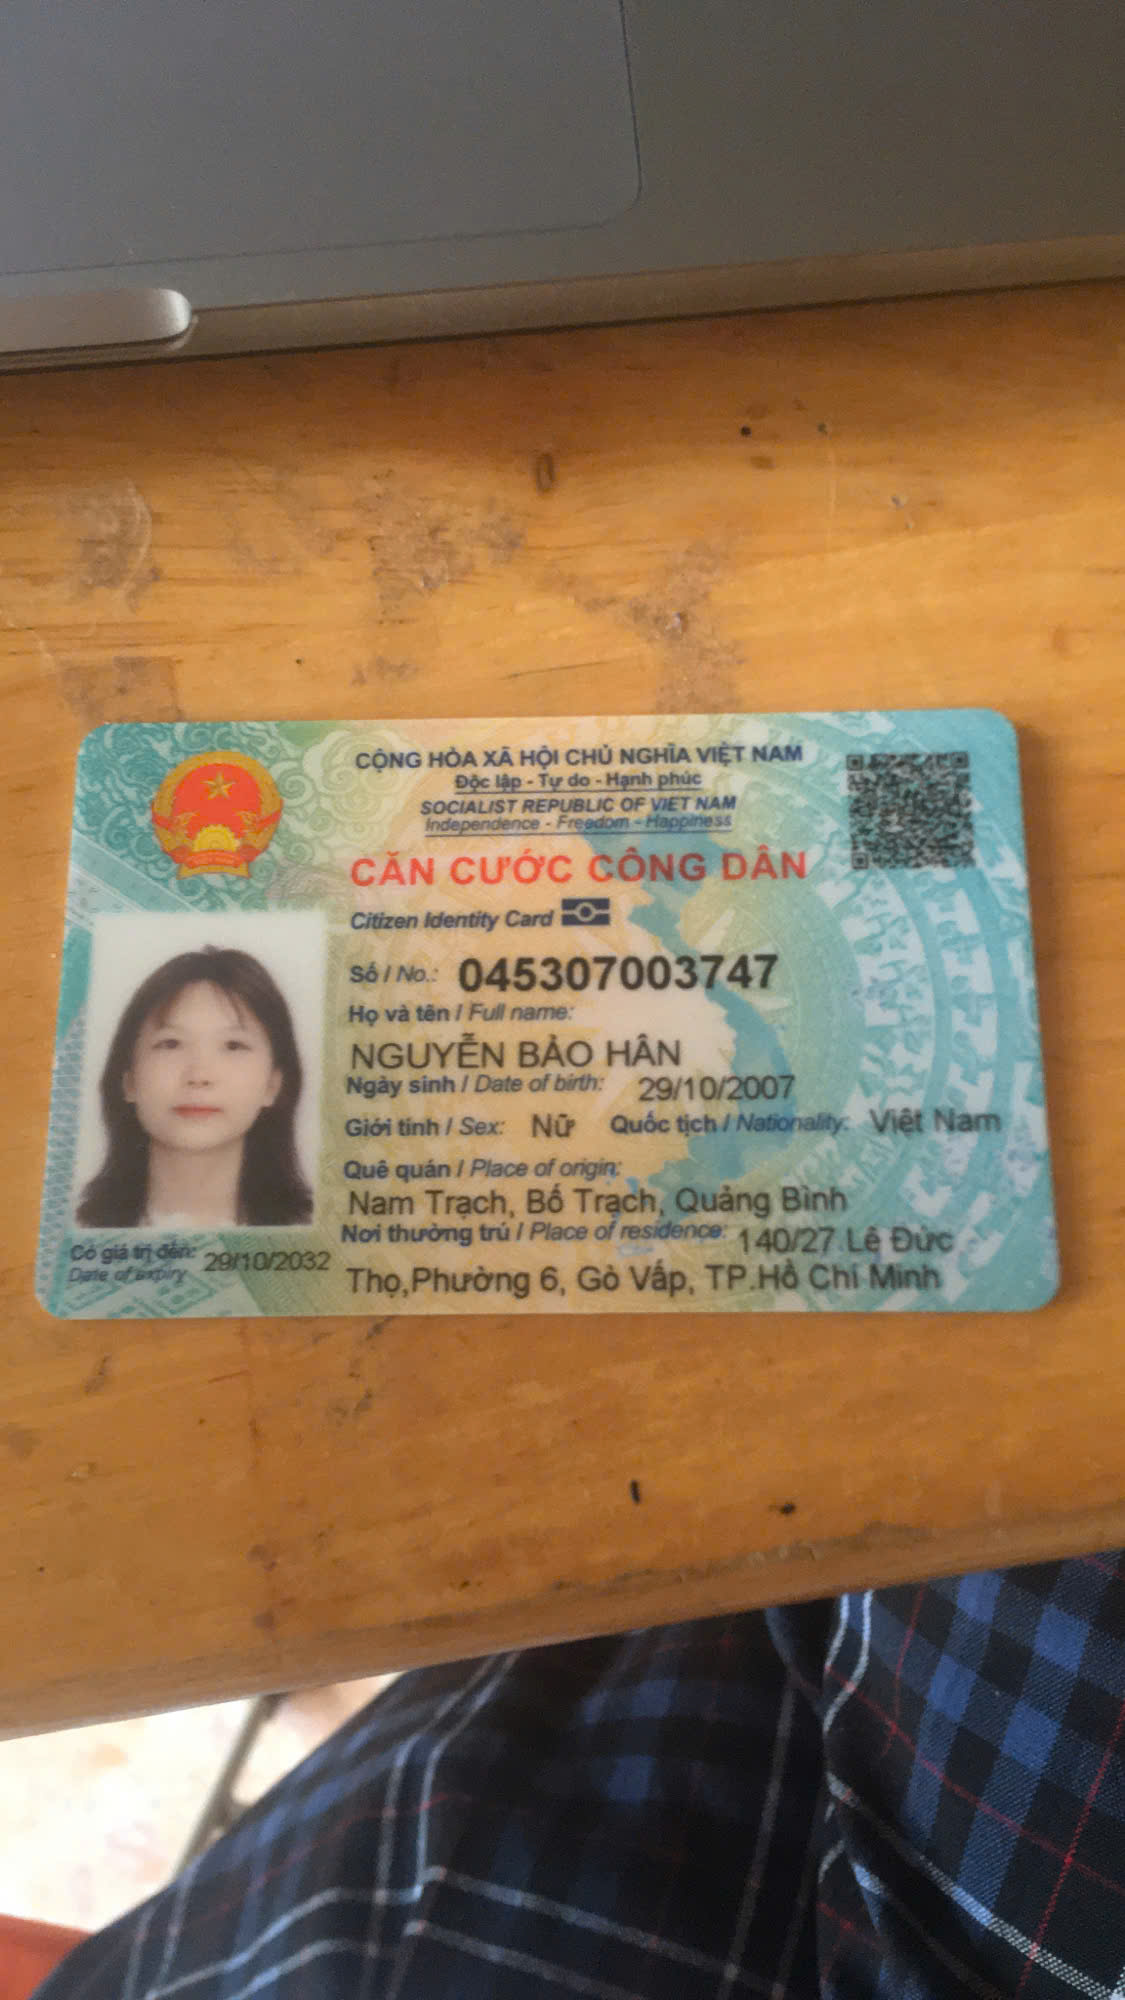 CỘNG HÒA XÃ HỘI CHỦ NGHĨA VIỆT NAM
Độc lập - Tự do - Hạnh phúc
SOCIALIST REPUBLIC OF VIET NAM
Independence - Freedom - Happiness
CĂN CƯỚC CÔNG DÂN
Citizen Identity Card
Số / No.: 045307003747
Họ và tên / Full name:
NGUYỄN BẢO HÂN
Ngày sinh / Date of birth: 29/10/2007
Giới tính / Sex: Nữ Quốc tịch / Nationality: Việt Nam
Quê quán / Place of origin:
Nam Trạch, Bố Trạch, Quảng Bình
Nơi thường trú / Place of residence: 140/27 Lê Đức
Thọ,Phường 6, Gò Vấp, TP.Hồ Chí Minh
Có giá trị đến: 29/10/2032
Date of expiry